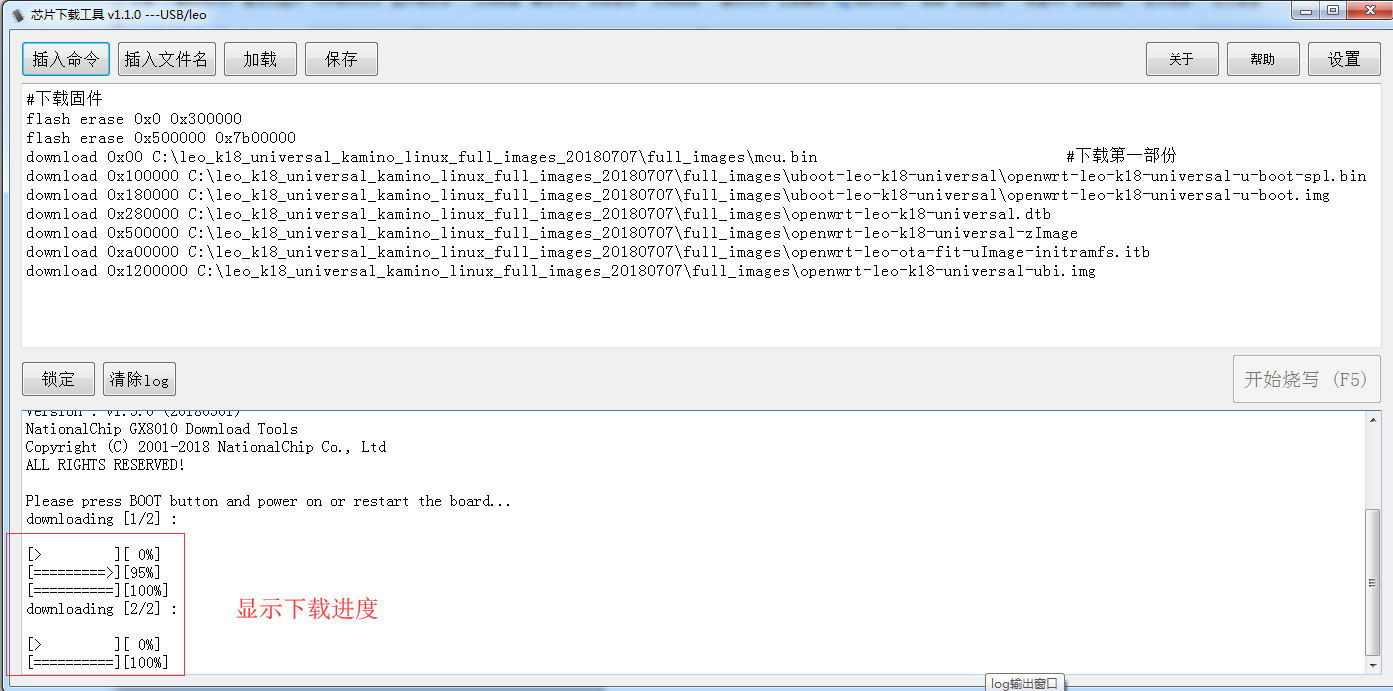 芯片下载工具 v1.1.0 ---USB/leo
插入命令 插入文件名 加载 保存 关于 帮助 设置
#下载固件
flash erase 0x0 0x300000
flash erase 0x500000 0x7b00000
download 0x00 C:\leo_k18_universal_kamino_linux_full_images_20180707\full_images\mcu.bin #下载第一部份
download 0x100000 C:\leo_k18_universal_kamino_linux_full_images_20180707\full_images\uboot-leo-k18-universal\openwrt-leo-k18-universal-u-boot-spl.bin
download 0x180000 C:\leo_k18_universal_kamino_linux_full_images_20180707\full_images\uboot-leo-k18-universal\openwrt-leo-k18-universal-u-boot.img
download 0x280000 C:\leo_k18_universal_kamino_linux_full_images_20180707\full_images\openwrt-leo-k18-universal.dtb
download 0x500000 C:\leo_k18_universal_kamino_linux_full_images_20180707\full_images\openwrt-leo-k18-universal-zImage
download 0xa00000 C:\leo_k18_universal_kamino_linux_full_images_20180707\full_images\openwrt-leo-ota-fit-uImage-initramfs.itb
download 0x1200000 C:\leo_k18_universal_kamino_linux_full_images_20180707\full_images\openwrt-leo-k18-universal-ubi.img
锁定 清除log 开始烧写 (F5)
Version : v1.5.0 (20180501)
NationalChip GX8010 Download Tools
Copyright (C) 2001-2018 NationalChip Co., Ltd
ALL RIGHTS RESERVED!
Please press BOOT button and power on or restart the board...
downloading [1/2] :
[> ][ 0%]
[=========>][95%]
[==========][100%]
downloading [2/2] :
显示下载进度
[> ][ 0%]
[==========][100%]
log输出窗口